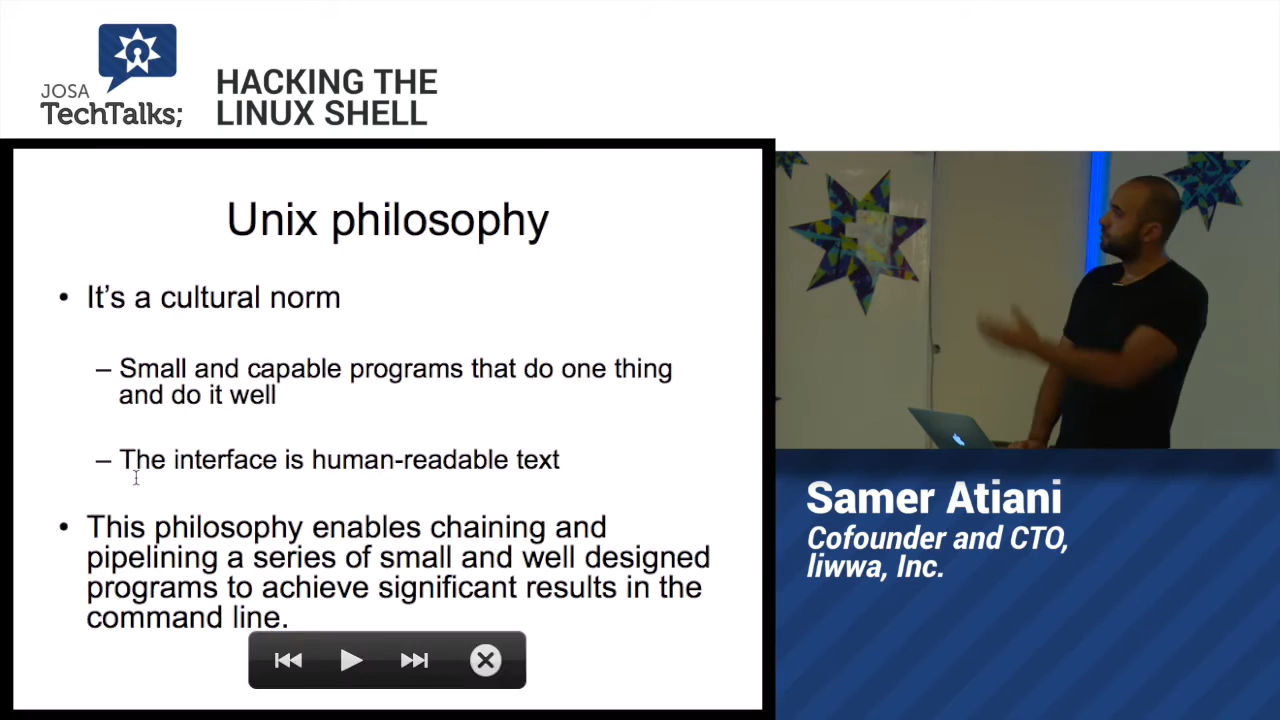 JOSA
TechTalks;
HACKING THE
LINUX SHELL
Unix philosophy
• It's a cultural norm
– Small and capable programs that do one thing
and do it well
– The interface is human-readable text
• This philosophy enables chaining and
pipelining a series of small and well designed
programs to achieve significant results in the
command line.
Samer Atiani
Cofounder and CTO,
liwwa, Inc.